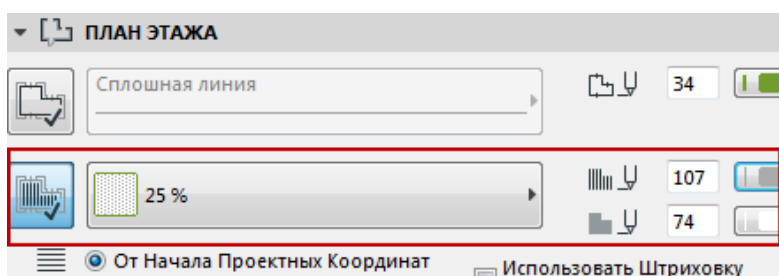 ПЛАН ЭТАЖА
Сплошная линия
34
25 %
107
74
От Начала Проектных Координат
Использовать Штриховку